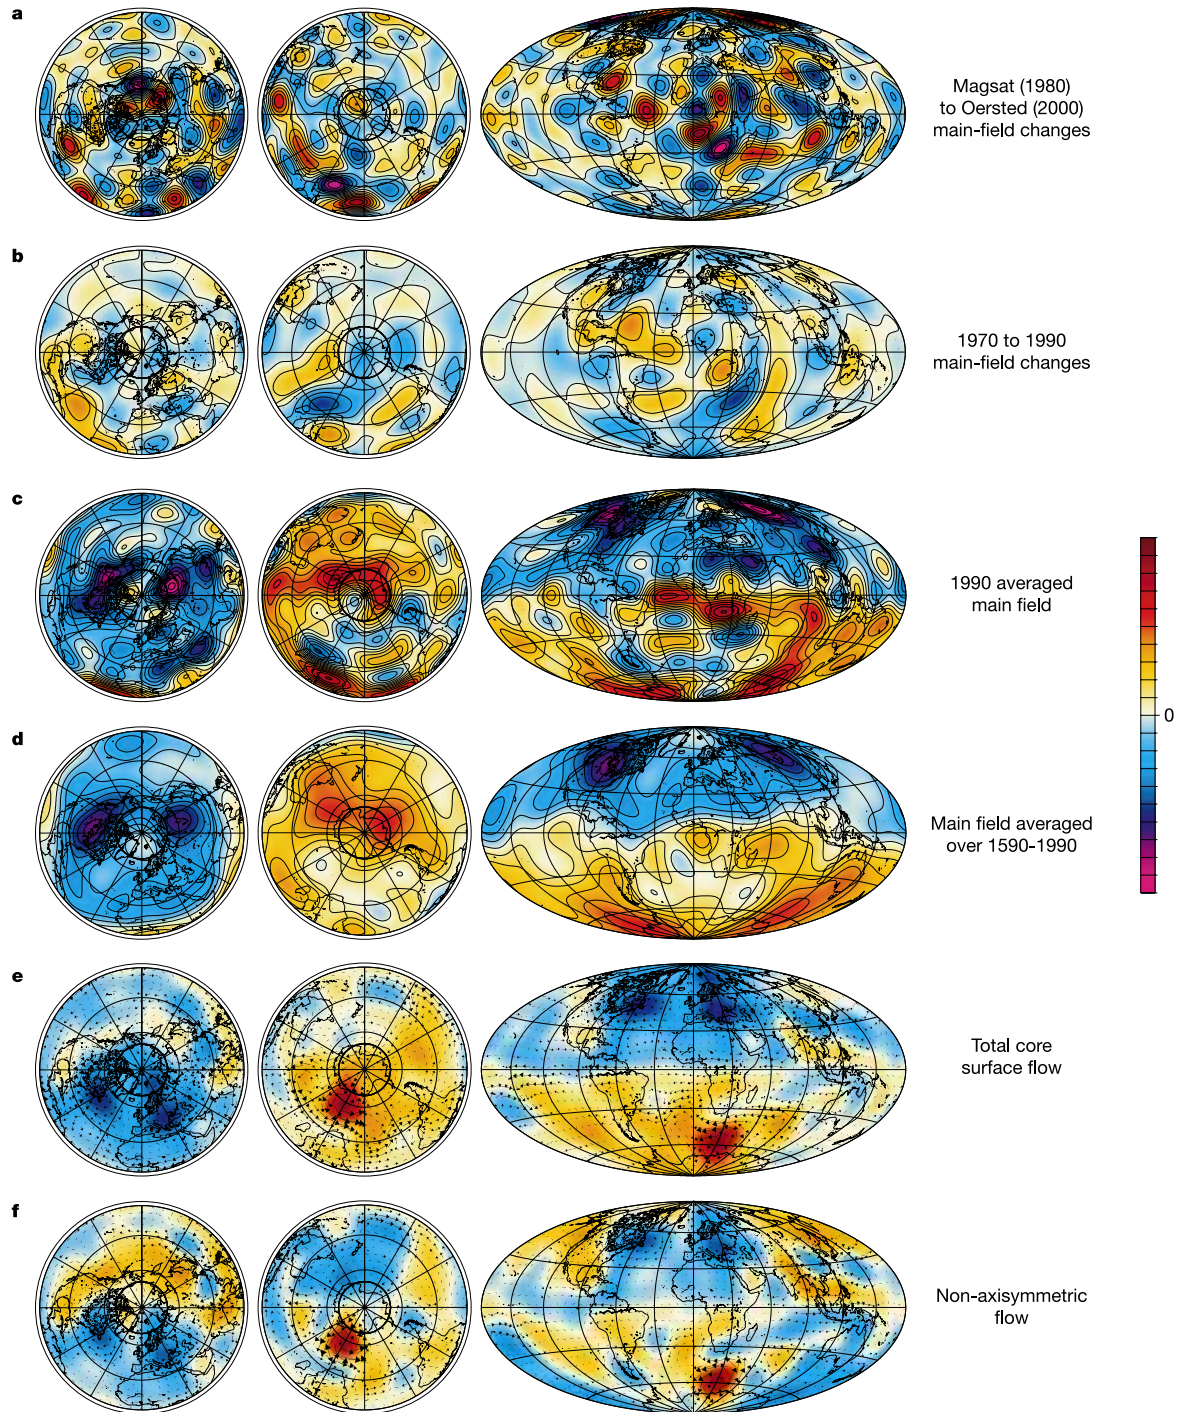 a
Magsat (1980)
to Oersted (2000)
main-field changes
b
1970 to 1990
main-field changes
c
1990 averaged
main field
0
d
Main field averaged
over 1590-1990
e
Total core
surface flow
f
Non-axisymmetric
flow